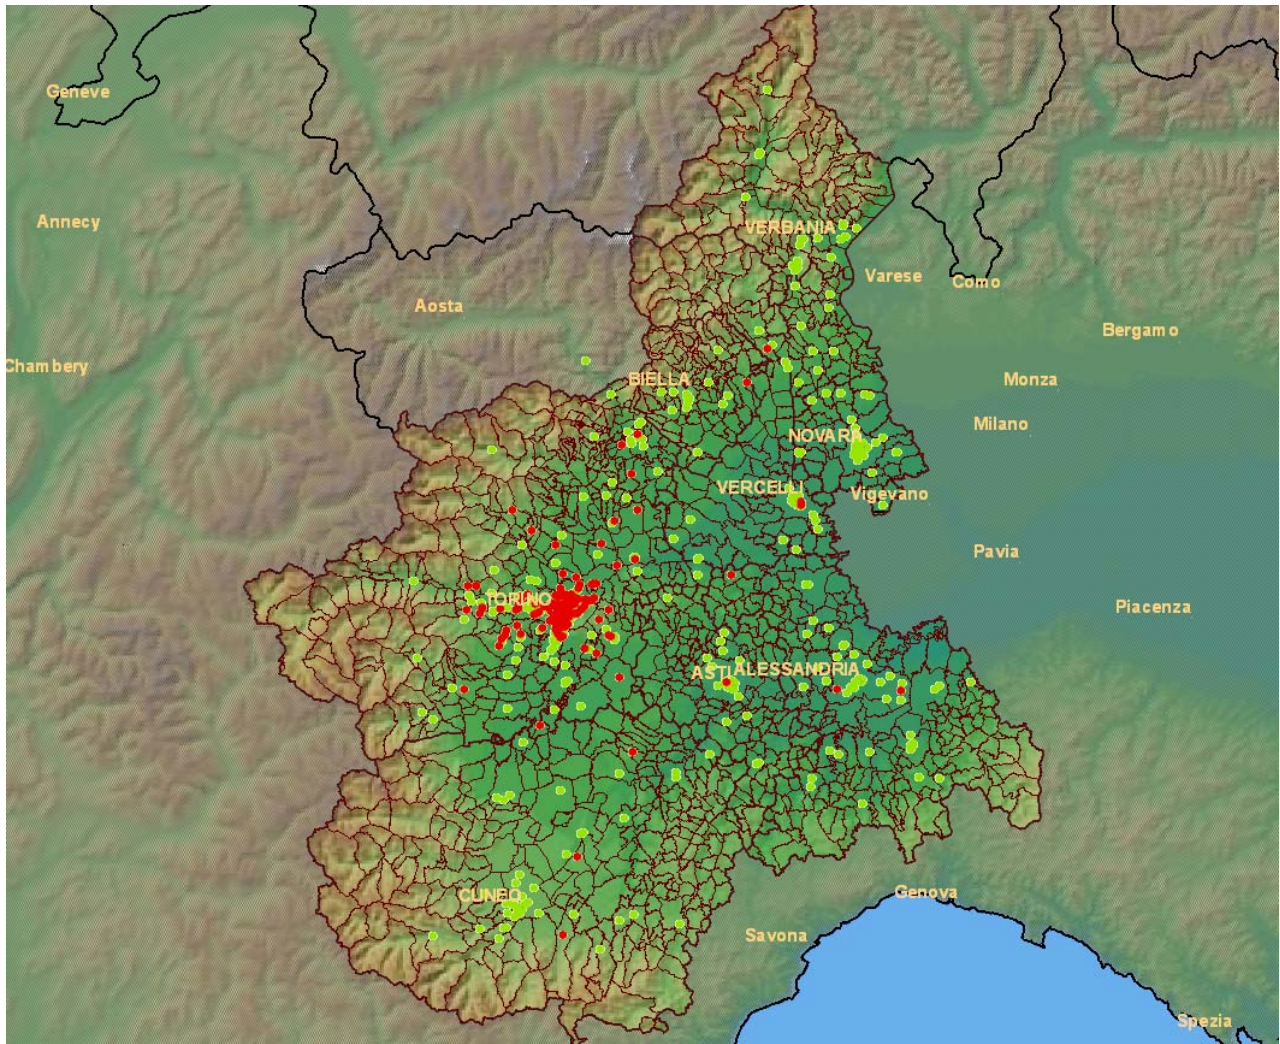 Genève
Annecy
VERBANIA
Varese
Como
Aosta
Bergamo
Chambery
BIELLA
Monza
Milano
NOVARA
VERCELLI
Vigevano
Pavia
TORINO
Piacenza
ASTI
ALESSANDRIA
CUNEO
Genova
Savona
Spezia